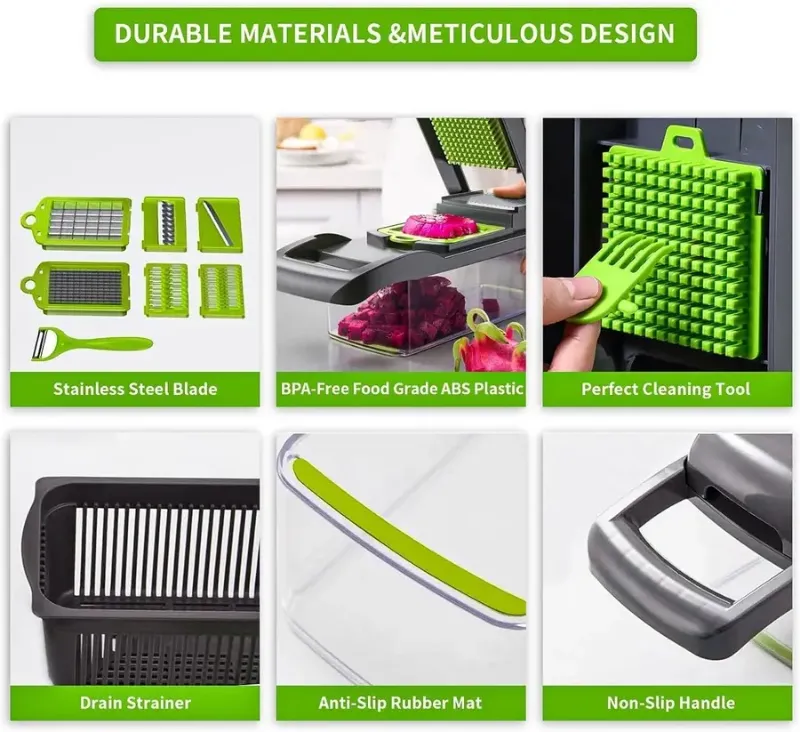 DURABLE MATERIALS &METICULOUS DESIGN
Stainless Steel Blade
BPA-Free Food Grade ABS Plastic
Perfect Cleaning Tool
Drain Strainer
Anti-Slip Rubber Mat
Non-Slip Handle